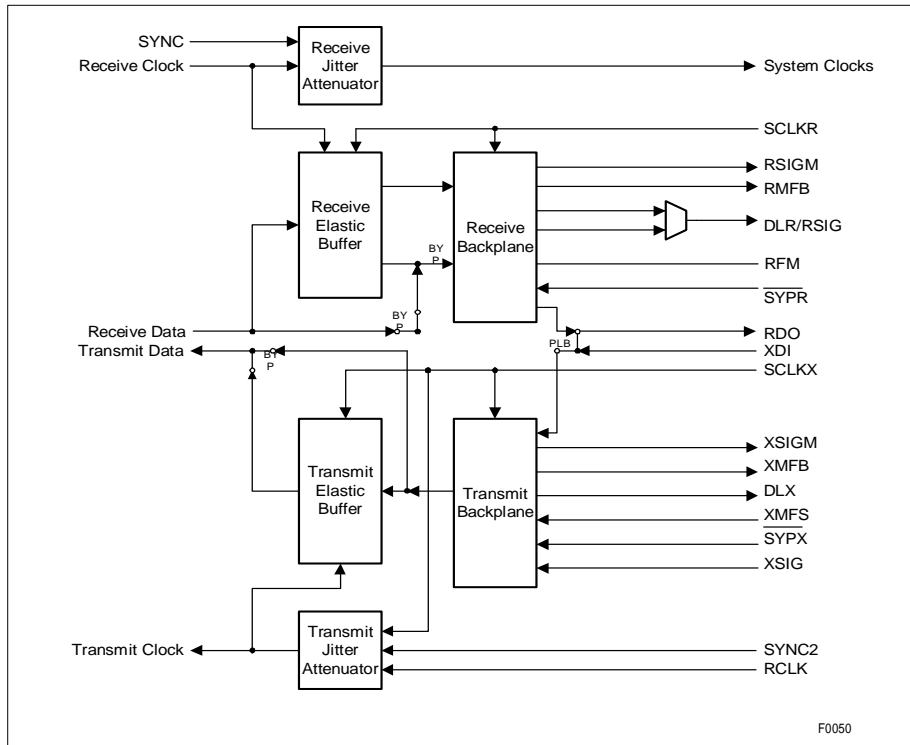 SYNC
Receive Clock
Receive
Jitter
Attenuator
System Clocks
SCLKR
Receive
Elastic
Buffer
Receive
Backplane
RSIGM
RMFB
DLR/RSIG
RFM
SYPR
BY
P
BY
P
Receive Data
Transmit Data
RDO
PLB
XDI
SCLKX
BY
P
Transmit
Elastic
Buffer
Transmit
Backplane
XSIGM
XMFB
DLX
XMFS
SYPX
XSIG
Transmit Clock
Transmit
Jitter
Attenuator
SYNC2
RCLK
F0050